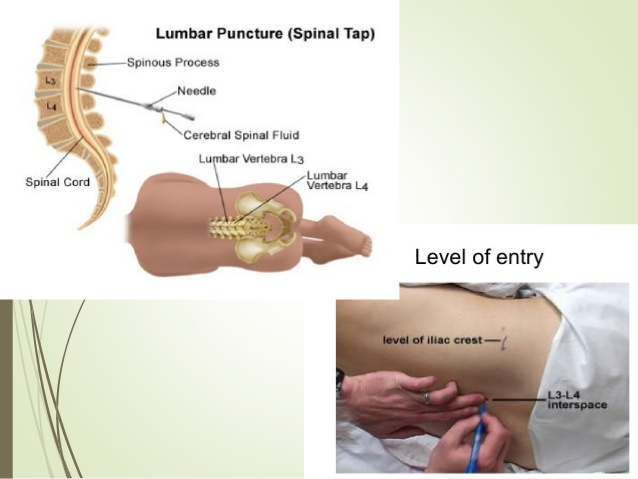 Lumbar Puncture (Spinal Tap)
Spinous Process
L3
Needle
L4
Cerebral Spinal Fluid
Lumbar Vertebra L3
Lumbar
Vertebra L4
Spinal Cord
Level of entry
level of iliac crest
L3-L4
interspace